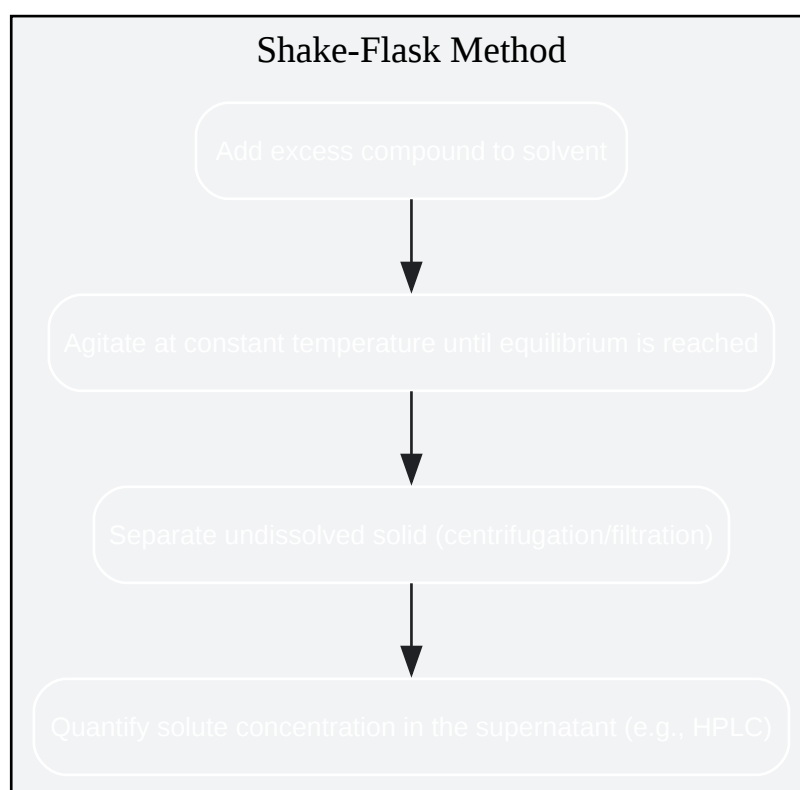 Shake-Flask Method
Add excess compound to solvent
Agitate at constant temperature until equilibrium is reached
Separate undissolved solid (centrifugation/filtration)
Quantify solute concentration in the supernatant (e.g., HPLC)